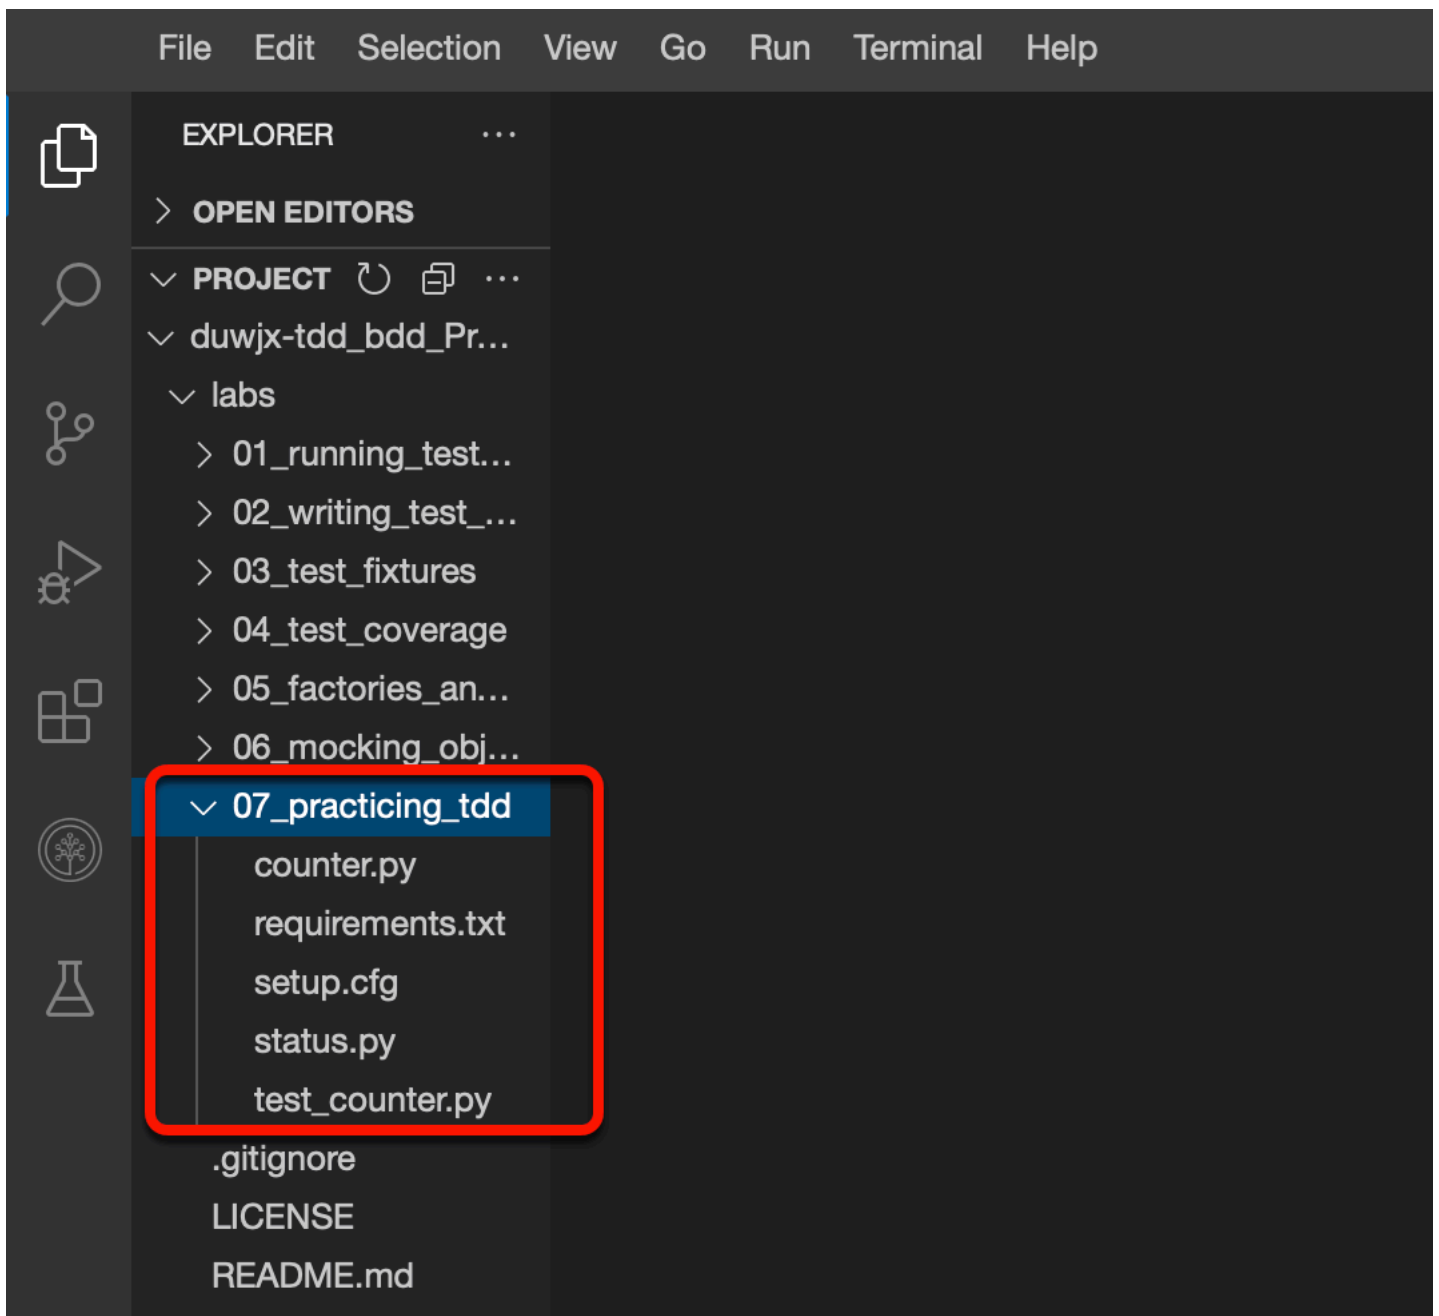 File Edit Selection View Go Run Terminal Help
EXPLORER ...
OPEN EDITORS
PROJECT ...
duwjx-tdd_bdd_Pr...
labs
01_running_test...
02_writing_test_...
03_test_fixtures
04_test_coverage
05_factories_an...
06_mocking_obj...
07_practicing_tdd
counter.py
requirements.txt
setup.cfg
status.py
test_counter.py
.gitignore
LICENSE
README.md